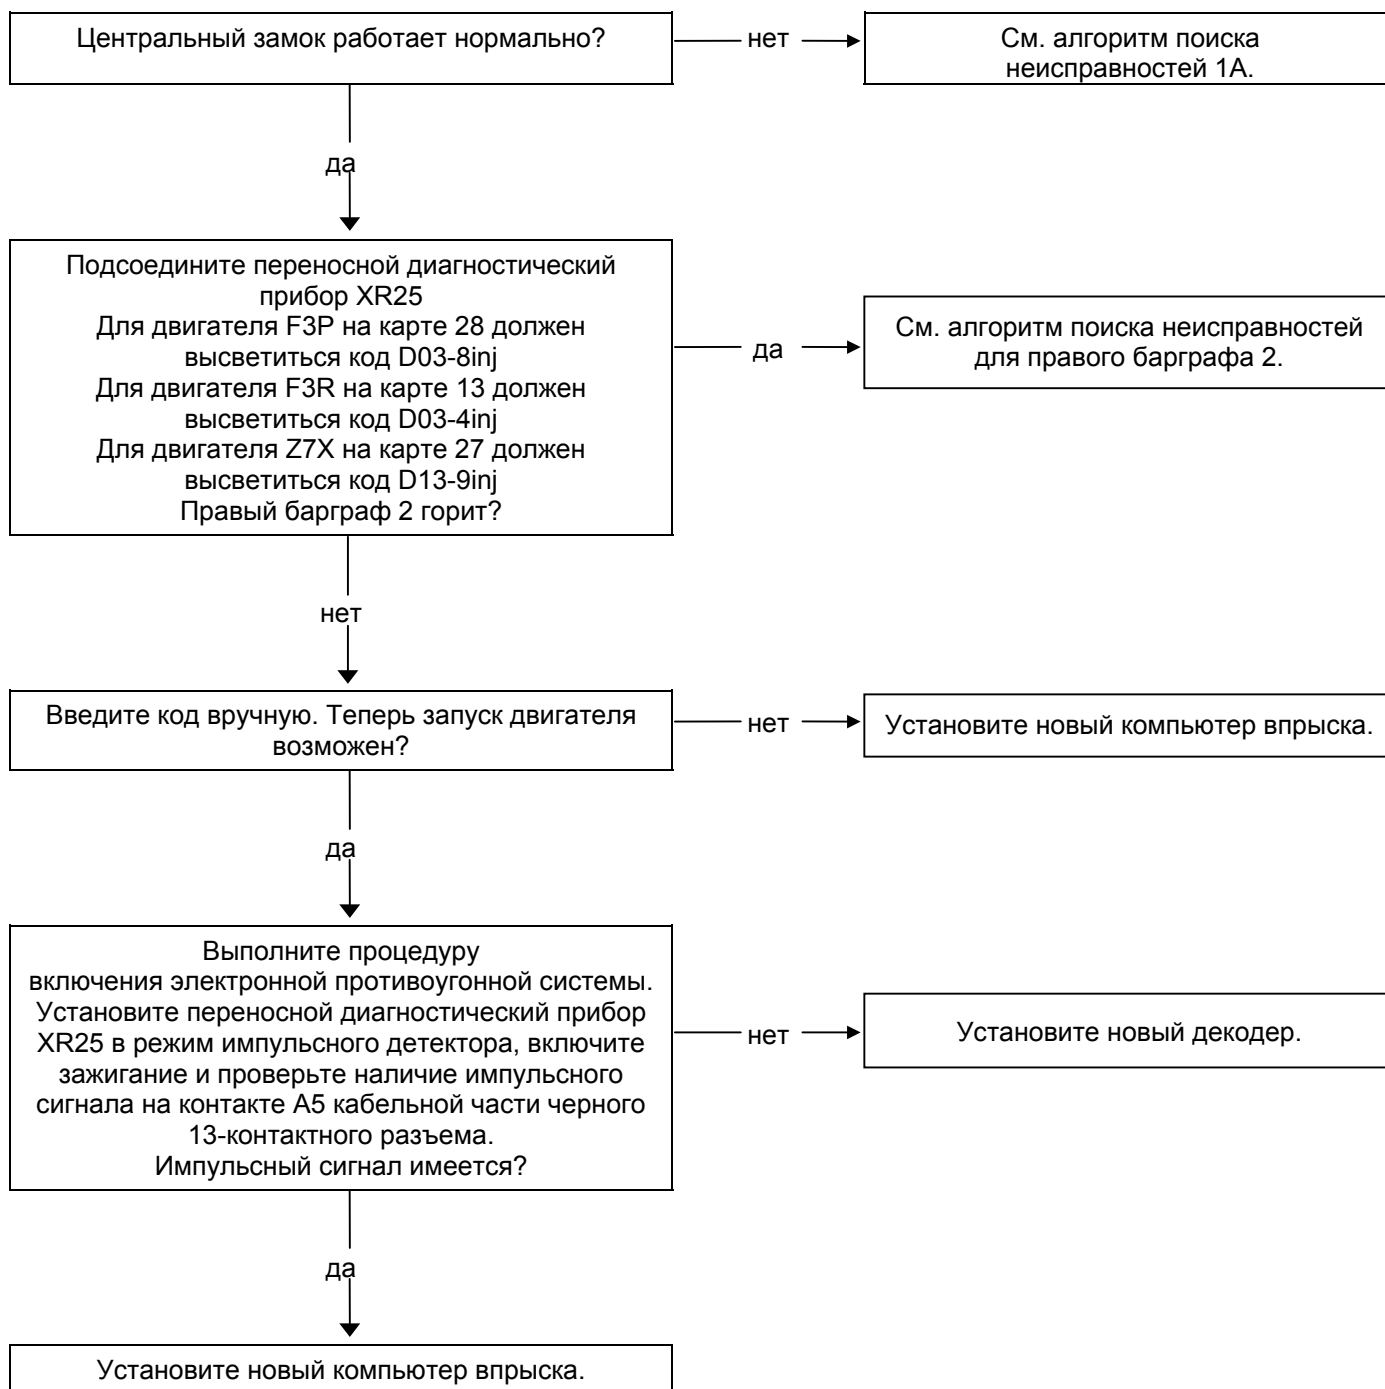 Центральный замок работает нормально?
нет
См. алгоритм поиска
неисправностей 1А.
да
Подсоедините переносной диагностический
прибор XR25
Для двигателя F3P на карте 28 должен
высветиться код D03-8inj
Для двигателя F3R на карте 13 должен
высветиться код D03-4inj
Для двигателя Z7X на карте 27 должен
высветиться код D13-9inj
Правый барграф 2 горит?
да
См. алгоритм поиска неисправностей
для правого барграфа 2.
нет
Введите код вручную. Теперь запуск двигателя
возможен?
нет
Установите новый компьютер впрыска.
да
Выполните процедуру
включения электронной противоугонной системы.
Установите переносной диагностический прибор
XR25 в режим импульсного детектора, включите
зажигание и проверьте наличие импульсного
сигнала на контакте А5 кабельной части черного
13-контактного разъема.
Импульсный сигнал имеется?
нет
Установите новый декодер.
да
Установите новый компьютер впрыска.